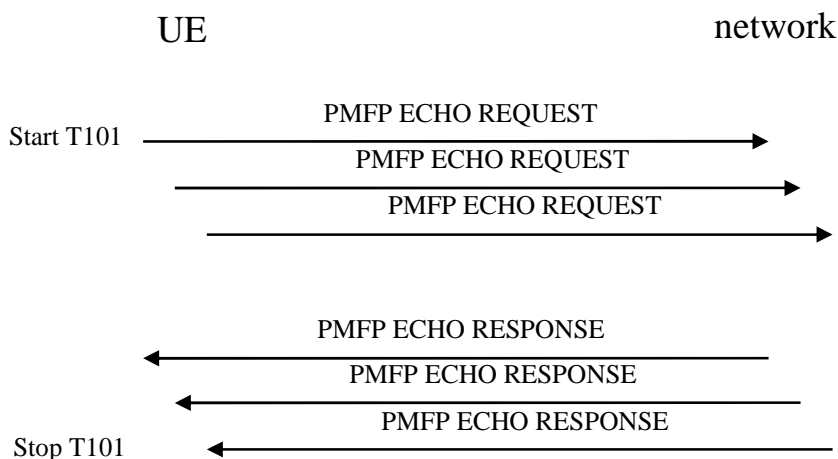 UE
network
PMFP ECHO REQUEST
Start T101
PMFP ECHO REQUEST
PMFP ECHO REQUEST
PMFP ECHO RESPONSE
PMFP ECHO RESPONSE
PMFP ECHO RESPONSE
Stop T101